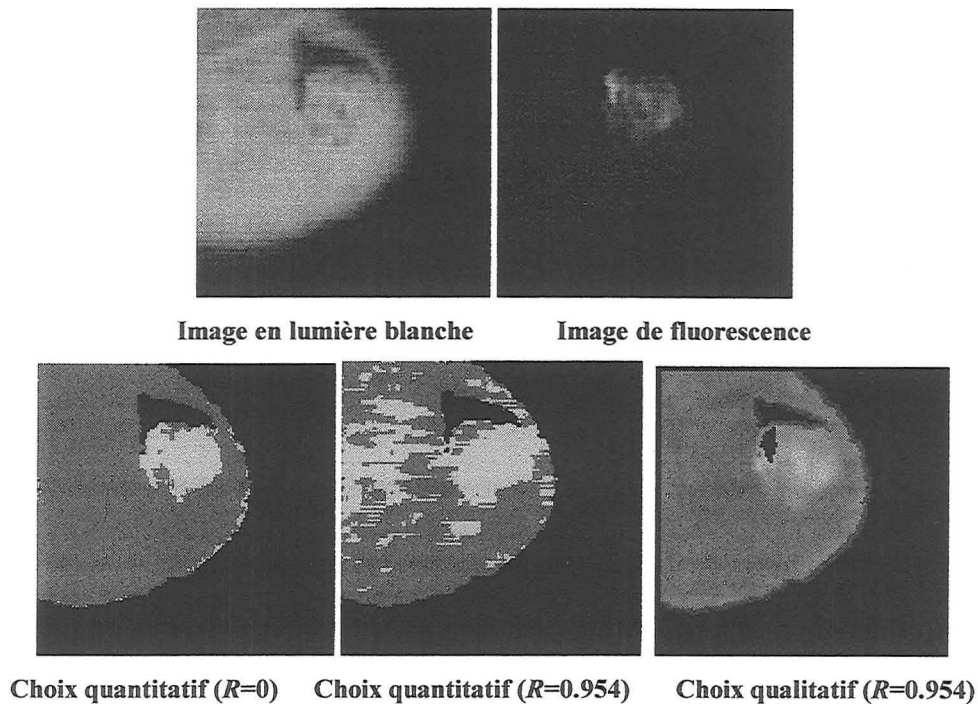 Image en lumière blanche
Image de fluorescence
Choix quantitatif (R=0)
Choix quantitatif (R=0.954)
Choix qualitatif (R=0.954)